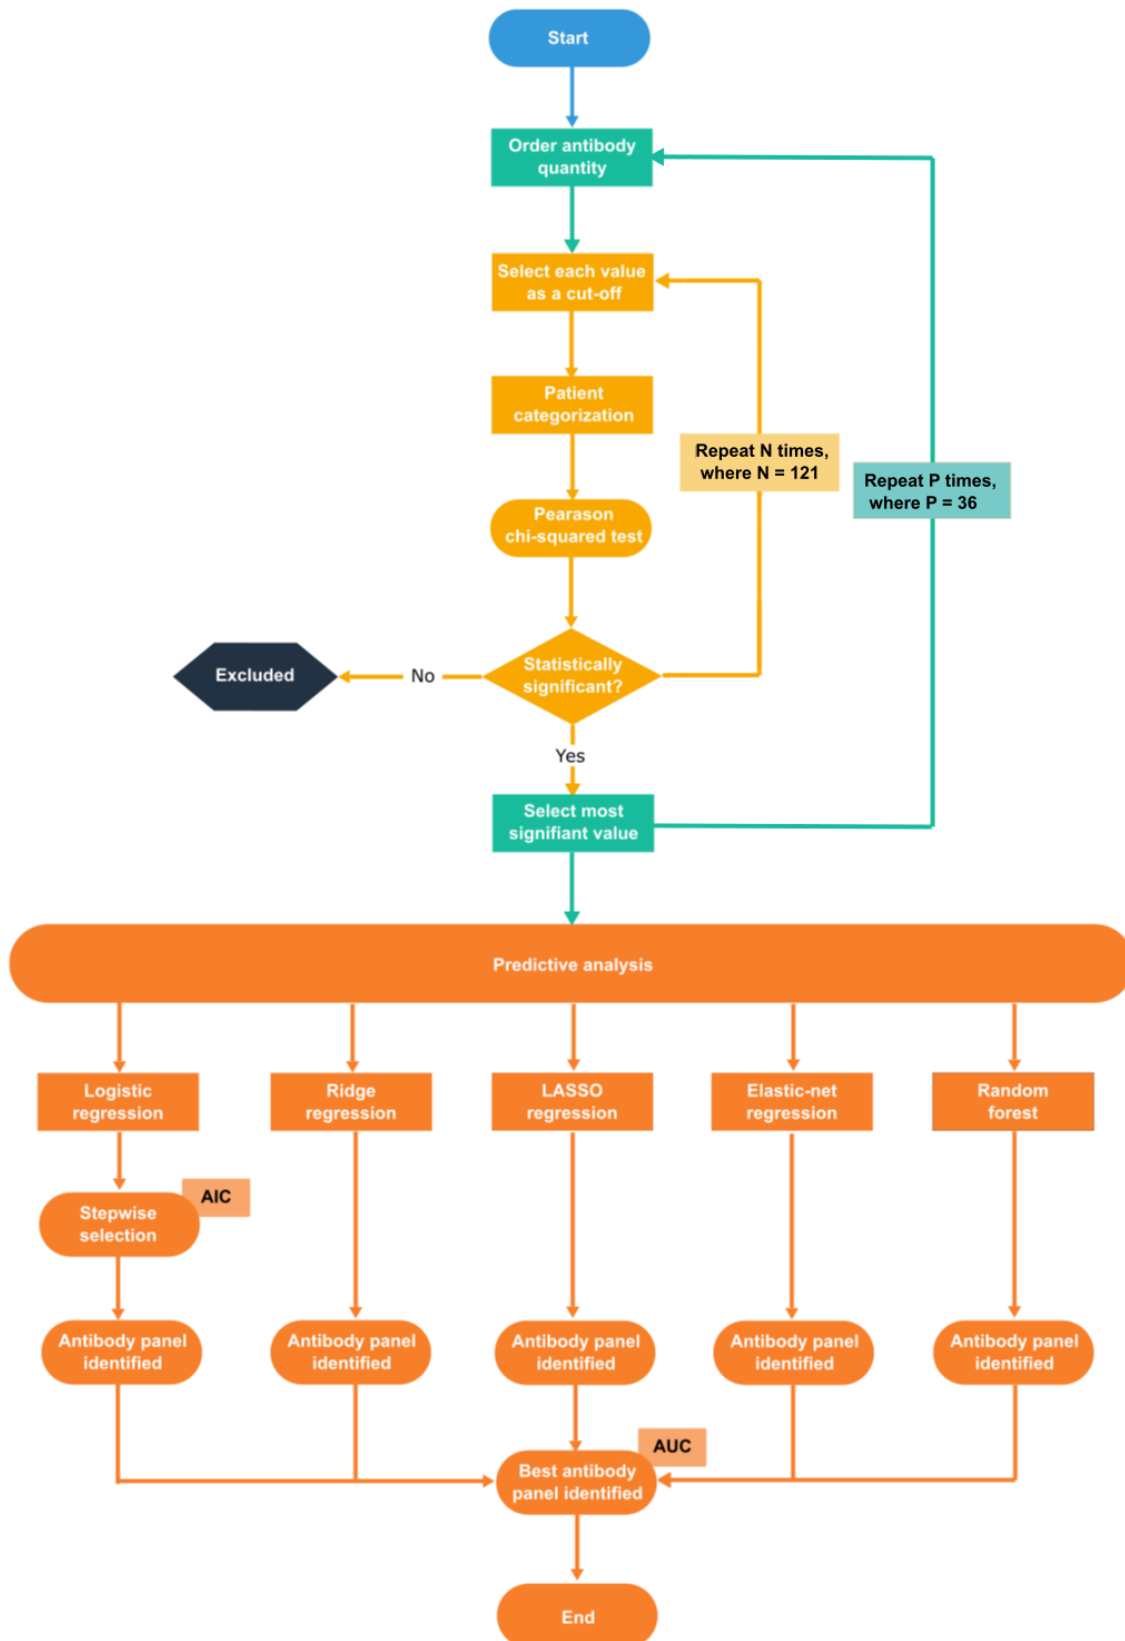 Start
Order antibody
quantity
Select each value
as a cut-off
Patient
categorization
Repeat N times,
where N = 121
Repeat P times,
where P = 36
Pearason
chi-squared test
Statistically
significant?
No
Excluded
Yes
Select most
signifiant value
Predictive analysis
Logistic
regression
Ridge
regression
LASSO
regression
Elastic-net
regression
Random
forest
AIC
Stepwise
selection
Antibody panel
identified
Antibody panel
identified
Antibody panel
identified
Antibody panel
identified
Antibody panel
identified
AUC
Best antibody
panel identified
End